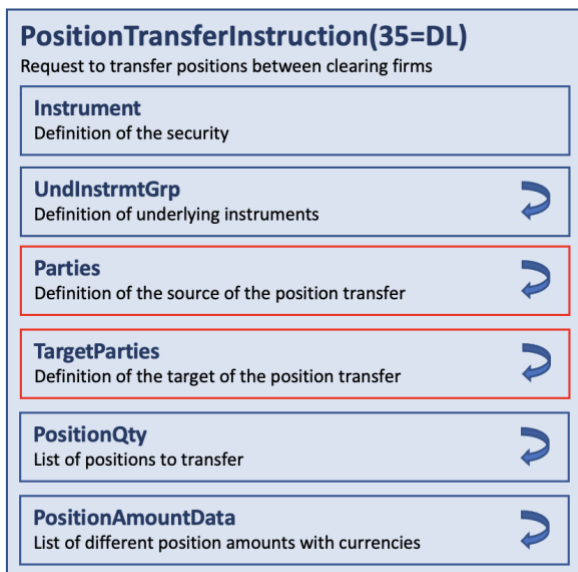 PositionTransferInstruction(35=DL)
Request to transfer positions between clearing firms
Instrument
Definition of the security
UndInstrmtGrp
Definition of underlying instruments
Parties
Definition of the source of the position transfer
TargetParties
Definition of the target of the position transfer
PositionQty
List of positions to transfer
PositionAmountData
List of different position amounts with currencies